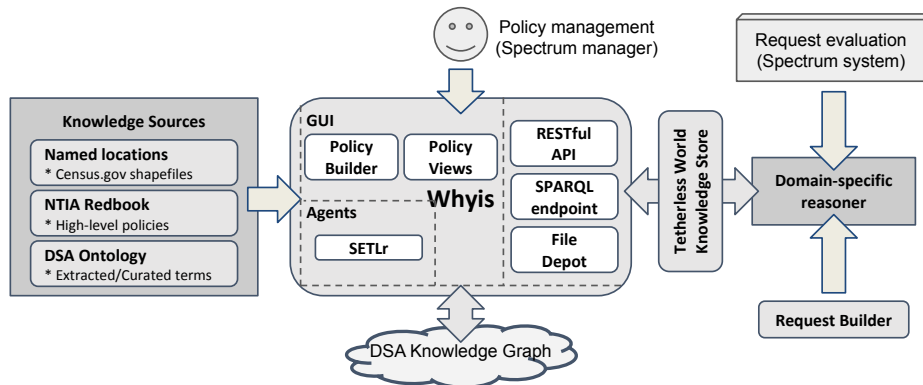 Policy management
(Spectrum manager)
Request evaluation
(Spectrum system)
Knowledge Sources
Named locations
* Census.gov shapefiles
NTIA Redbook
* High-level policies
DSA Ontology
* Extracted/Curated terms
GUI
Policy
Builder
Policy
Views
Whyis
Agents
SETLr
RESTful
API
SPARQL
endpoint
File
Depot
Tetherless World
Knowledge Store
Domain-specific
reasoner
Request Builder
DSA Knowledge Graph